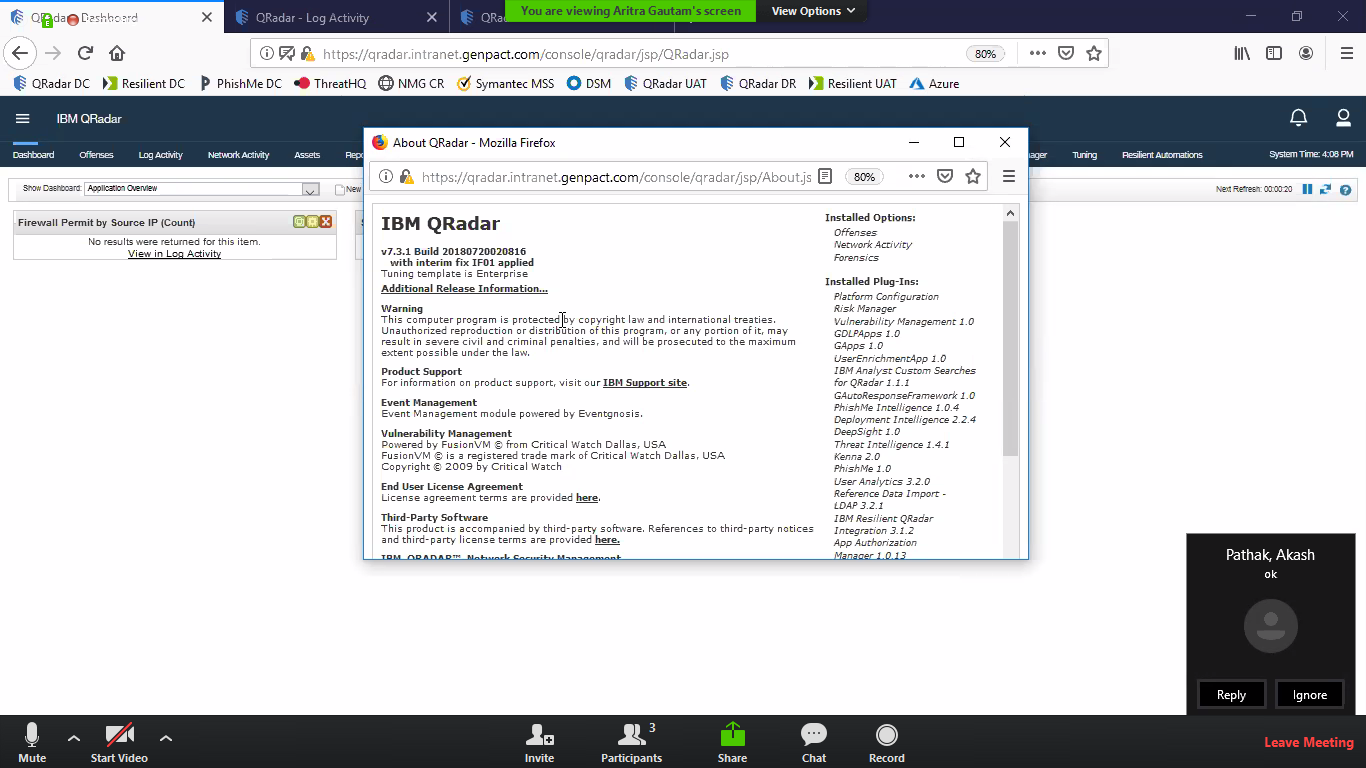 Dashboard
QRadar - Log Activity
You are viewing Aritra Gautam's screen
View Options
https://qradar.intranet.genpact.com/console/qradar/jsp/QRadar.jsp
80%
QRadar DC
Resilient DC
PhishMe DC
ThreatHQ
NMG CR
Symantec MSS
DSM
QRadar UAT
QRadar DR
Resilient UAT
Azure
IBM QRadar
Dashboard
Offenses
Log Activity
Network Activity
Assets
Tuning
Resilient Automations
System Time: 4:08 PM
Show Dashboard:
Application Overview
New
Next Refresh: 00:00:20
Firewall Permit by Source IP (Count)
No results were returned for this item.
View in Log Activity
About QRadar - Mozilla Firefox
https://qradar.intranet.genpact.com/console/qradar/jsp/About.js
80%
IBM QRadar
v7.3.1 Build 20180720020816
with interim fix IF01 applied
Tuning template is Enterprise
Additional Release Information...
Warning
This computer program is protected by copyright law and international treaties.
Unauthorized reproduction or distribution of this program, or any portion of it, may
result in severe civil and criminal penalties, and will be prosecuted to the maximum
extent possible under the law.
Product Support
For information on product support, visit our IBM Support site.
Event Management
Event Management module powered by Eventgnosis.
Vulnerability Management
Powered by FusionVM © from Critical Watch Dallas, USA
FusionVM © is a registered trade mark of Critical Watch Dallas, USA
Copyright © 2009 by Critical Watch
End User License Agreement
License agreement terms are provided here.
Third-Party Software
This product is accompanied by third-party software. References to third-party notices
and third-party license terms are provided here.
IBM QRADAR™ Network Security Management
Installed Options:
Offenses
Network Activity
Forensics
Installed Plug-Ins:
Platform Configuration
Risk Manager
Vulnerability Management 1.0
GDLPApps 1.0
GApps 1.0
UserEnrichmentApp 1.0
IBM Analyst Custom Searches
for QRadar 1.1.1
GAutoResponseFramework 1.0
PhishMe Intelligence 1.0.4
Deployment Intelligence 2.2.4
DeepSight 1.0
Threat Intelligence 1.4.1
Kenna 2.0
PhishMe 1.0
User Analytics 3.2.0
Reference Data Import -
LDAP 3.2.1
IBM Resilient QRadar
Integration 3.1.2
App Authorization
Manager 1.0.13
Pathak, Akash
ok
Reply
Ignore
Mute
Start Video
Invite
Participants
3
Share
Chat
Record
Leave Meeting